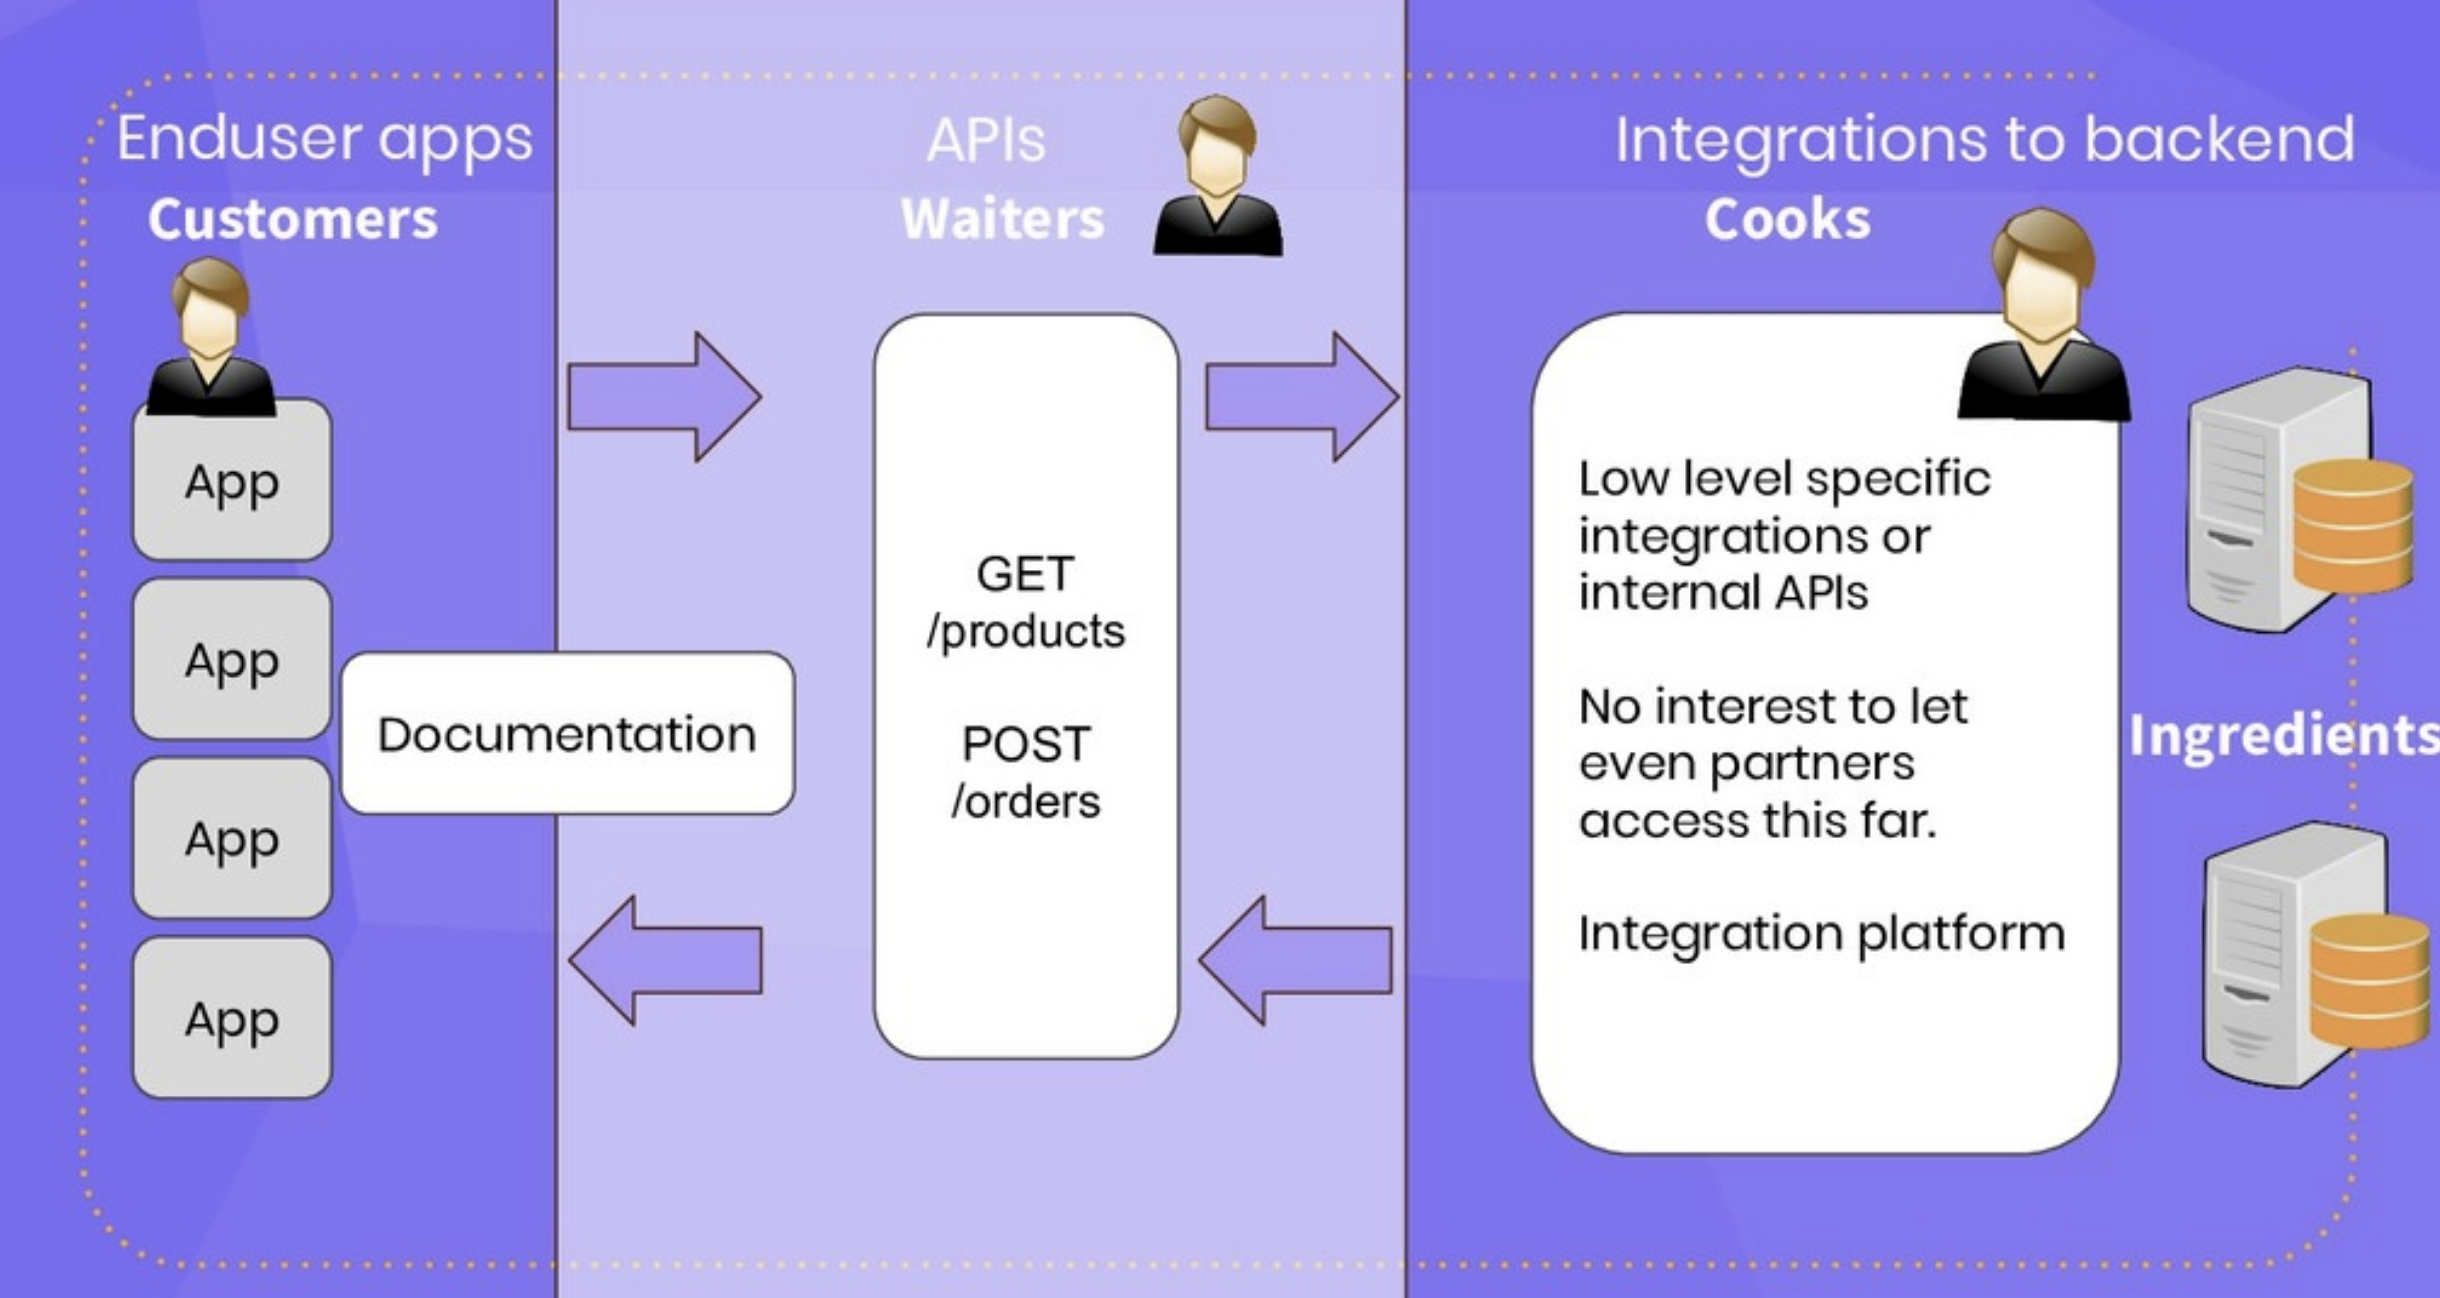 Enduser apps
Customers
App
App
App
App
Documentation
APIs
Waiters
GET
/products
POST
/orders
Integrations to backend
Cooks
Low level specific
integrations or
internal APIs
No interest to let
even partners
access this far.
Integration platform
Ingredients